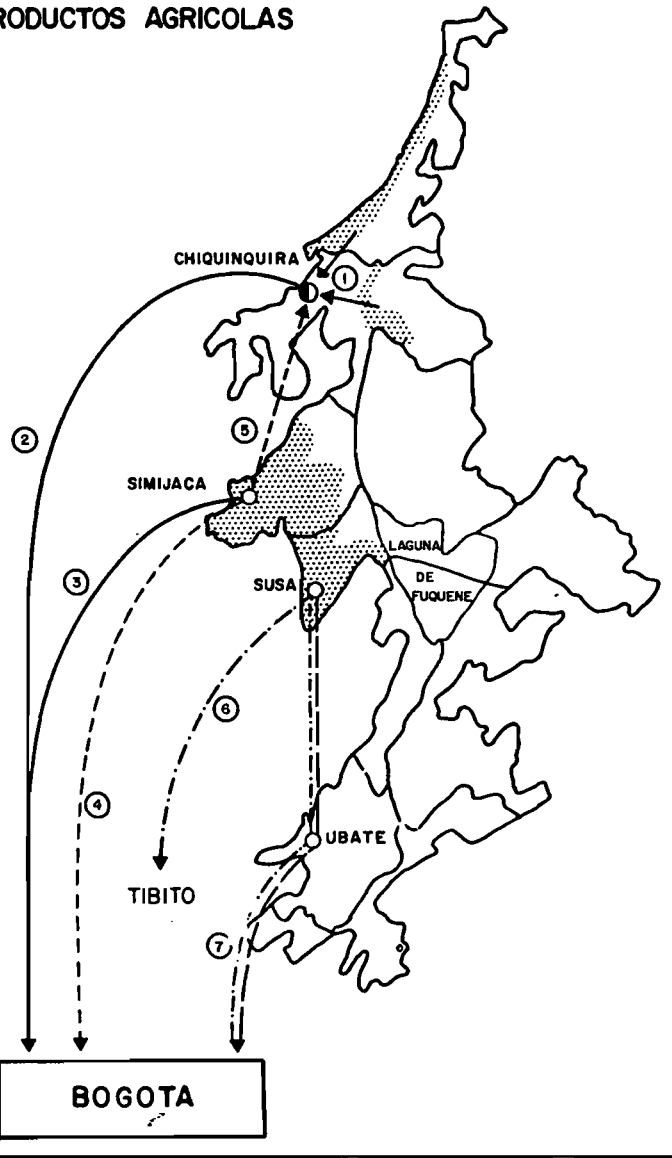 RODUCTOS AGRICOLAS
CHIQUINQUIRA
1
2
5
SIMIJACA
LAGUNA
DE
FUQUENE
3
SUSA
6
4
UBATE
TIBITO
7
BOGOTA